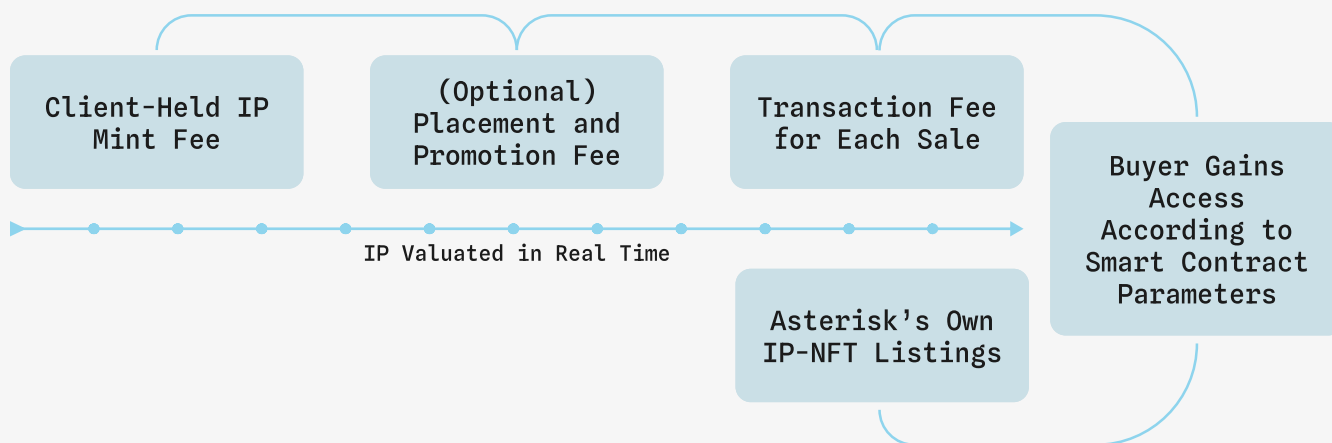 Client-Held IP
Mint Fee
(Optional)
Placement and
Promotion Fee
Transaction Fee
for Each Sale
Buyer Gains
Access
According to
Smart Contract
Parameters
IP Valuated in Real Time
Asterisk’s Own
IP-NFT Listings